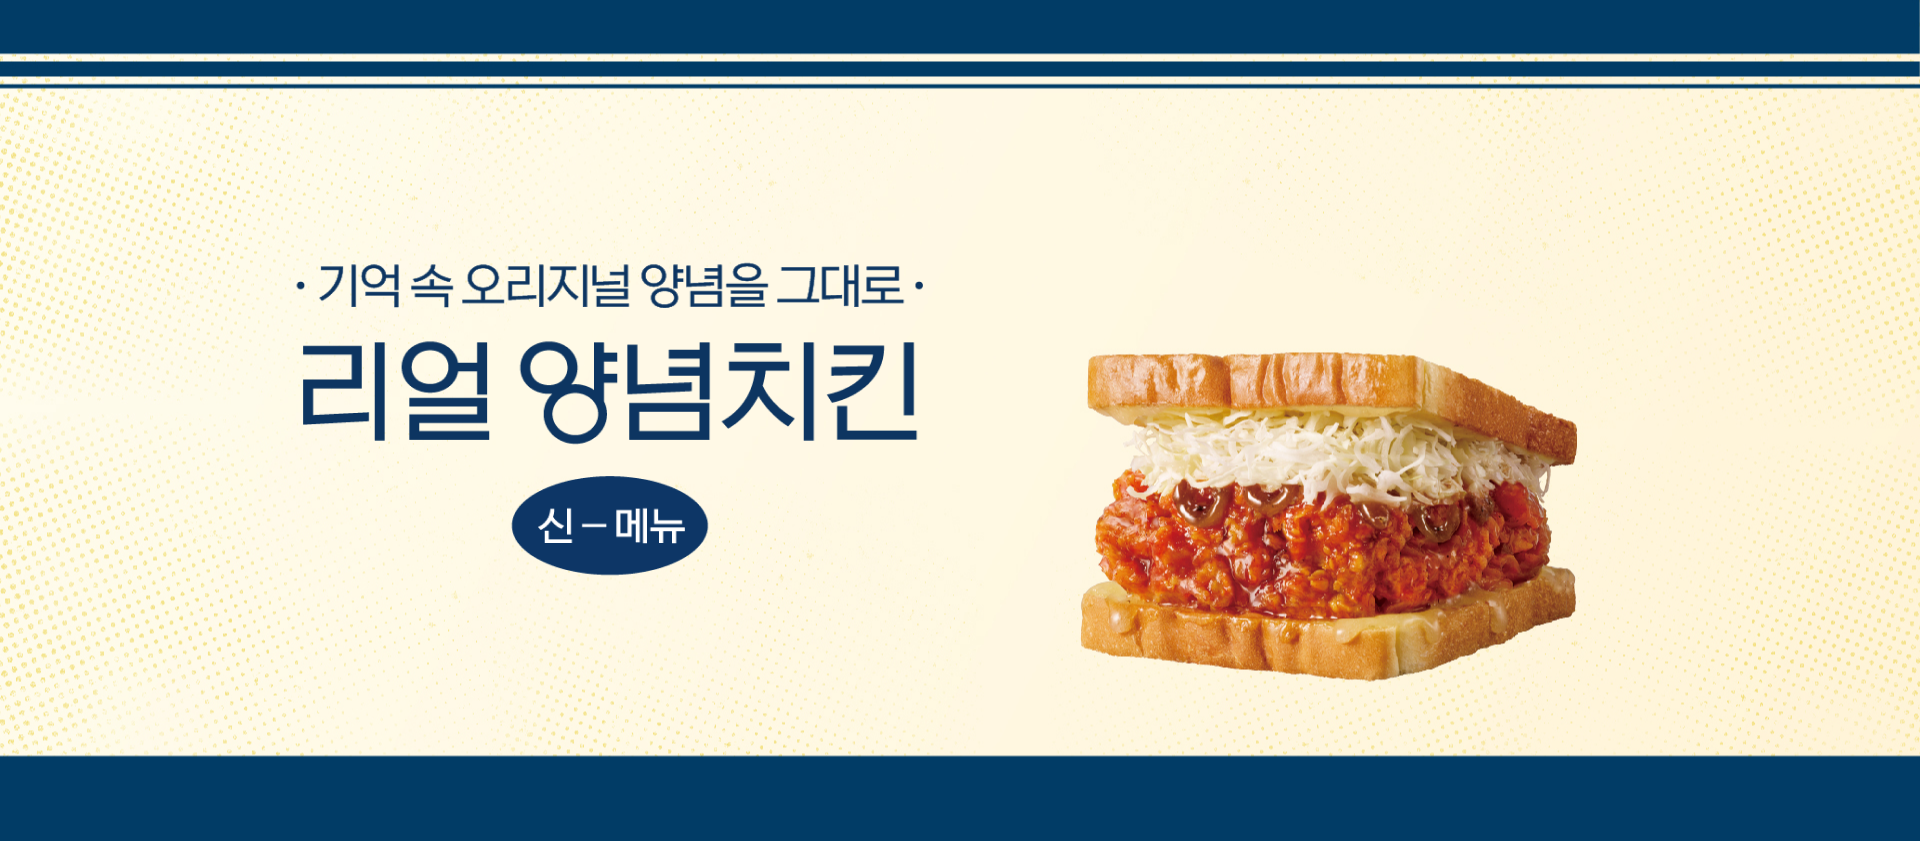 · 기억 속 오리지널 양념을 그대로 ·
리얼 양념치킨
신 – 메뉴